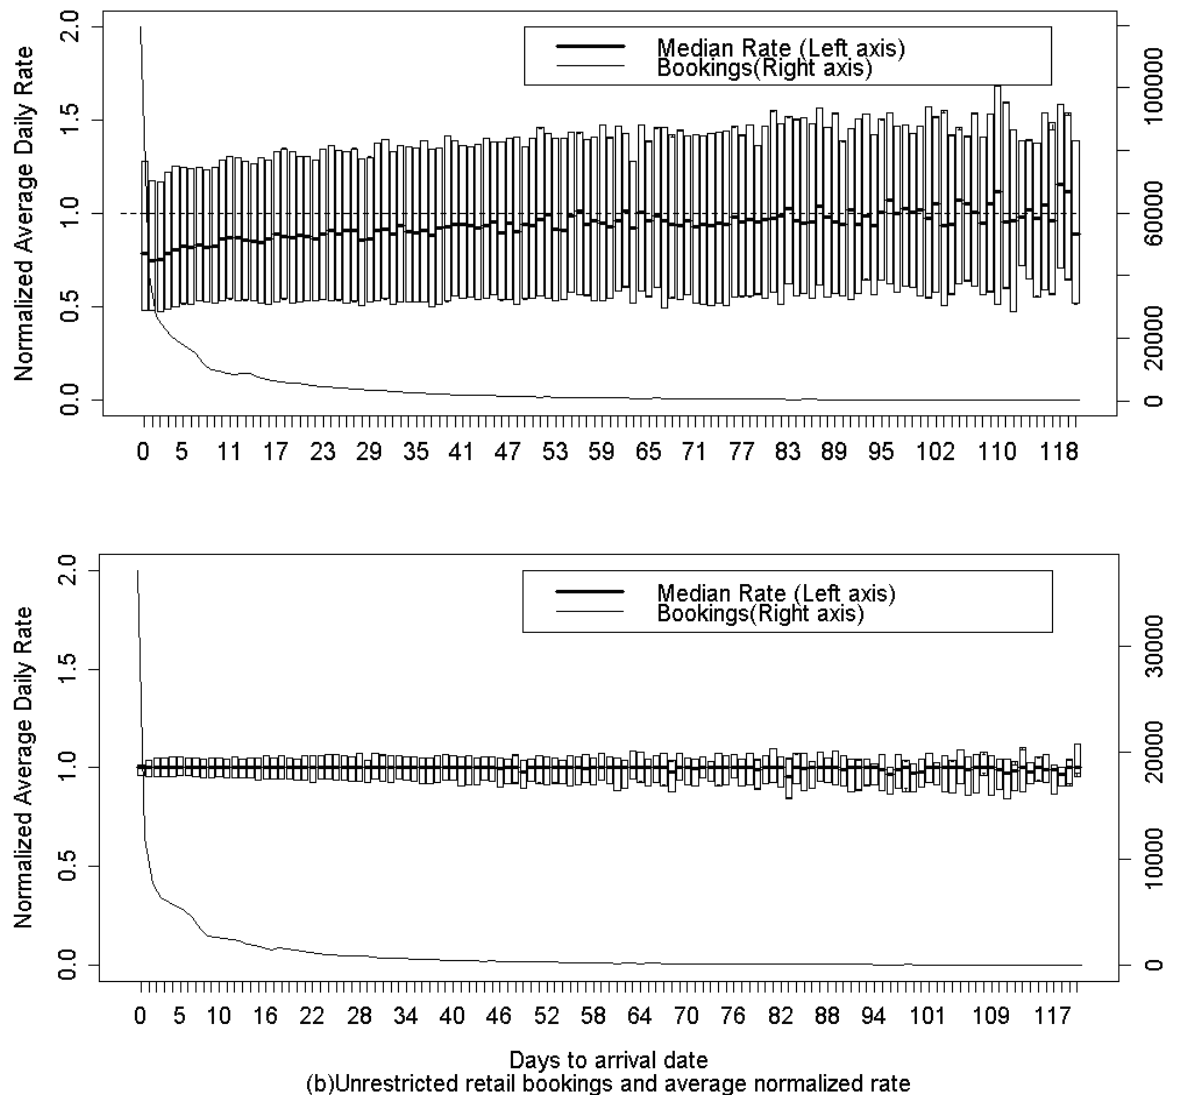 Normalized Average Daily Rate
2.0
1.5
1.0
0.5
0.0
Median Rate (Left axis)
Bookings(Right axis)
100000
60000
20000
0
0 5 11 17 23 29 35 41 47 53 59 65 71 77 83 89 95 102 110 118
Normalized Average Daily Rate
2.0
1.5
1.0
0.5
0.0
Median Rate (Left axis)
Bookings(Right axis)
30000
20000
10000
0
0 5 10 16 22 28 34 40 46 52 58 64 70 76 82 88 94 101 109 117
Days to arrival date
(b)Unrestricted retail bookings and average normalized rate